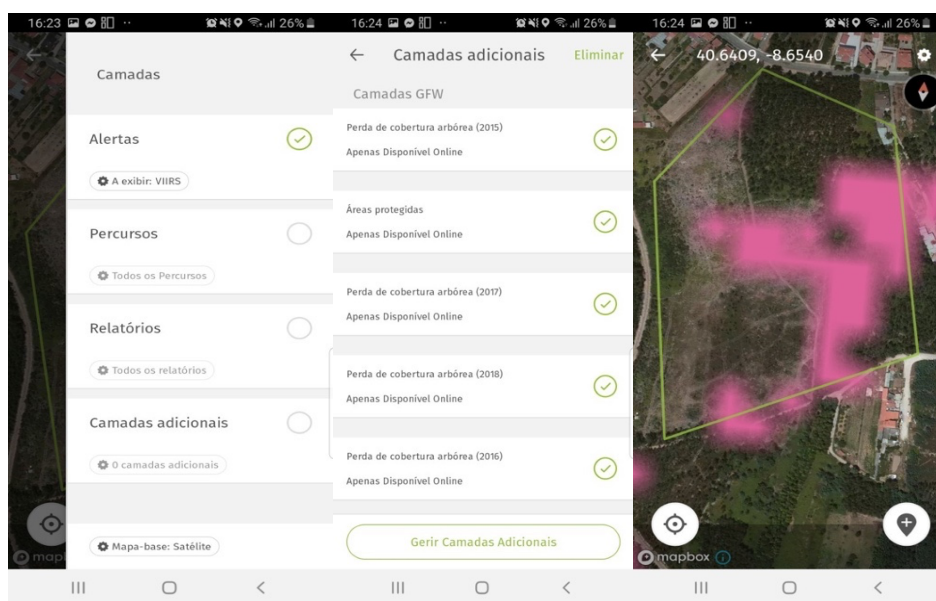 16:23
26%
Camadas
Alertas
A exibir: VIIRS
Percursos
Todos os Percursos
Relatórios
Todos os relatórios
Camadas adicionais
0 camadas adicionais
Mapa-base: Satélite
16:24
26%
Camadas adicionais
Eliminar
Camadas GFW
Perda de cobertura arbórea (2015)
Apenas Disponível Online
Áreas protegidas
Apenas Disponível Online
Perda de cobertura arbórea (2017)
Apenas Disponível Online
Perda de cobertura arbórea (2018)
Apenas Disponível Online
Perda de cobertura arbórea (2016)
Apenas Disponível Online
Gerir Camadas Adicionais
16:24
26%
40.6409, -8.6540
mapbox